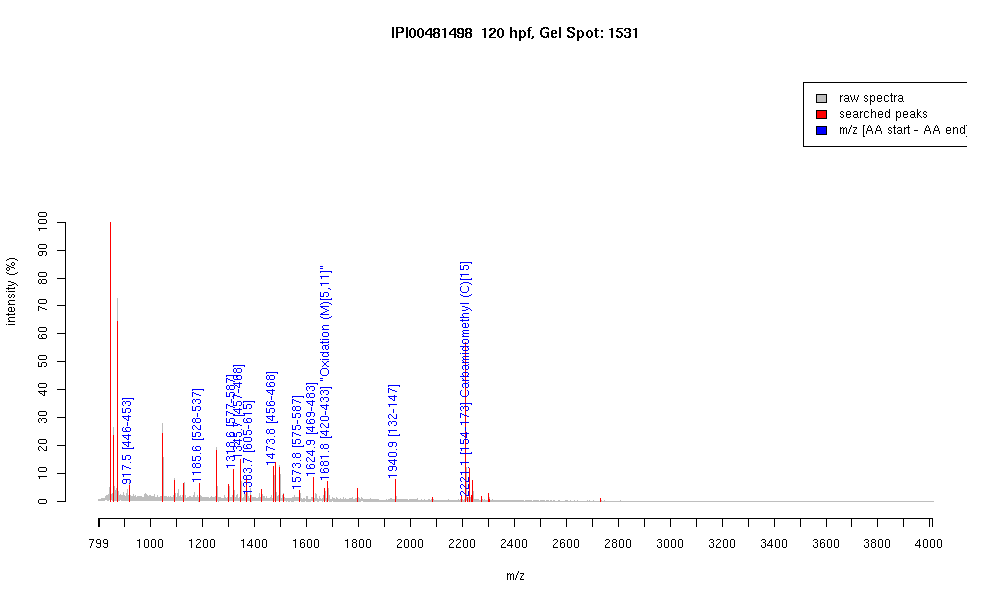 IPI00481498 120 hpf, Gel Spot: 1531
raw spectra
searched peaks
m/z [AA start - AA end]
intensity (%)
100
90
80
70
60
50
40
30
20
10
0
917.5 [446-453]
1185.6 [528-537]
1318.6 [577-587]
1345.7 [457-468]
1363.7 [605-615]
1473.8 [456-468]
1573.8 [575-587]
1624.9 [469-483]
1681.8 [420-433] "Oxidation (M)[5,11]"
1940.9 [132-147]
2221.1 [154-173] Carbamidomethyl (C)[15]
799 1000 1200 1400 1600 1800 2000 2200 2400 2600 2800 3000 3200 3400 3600 3800 4000
m/z